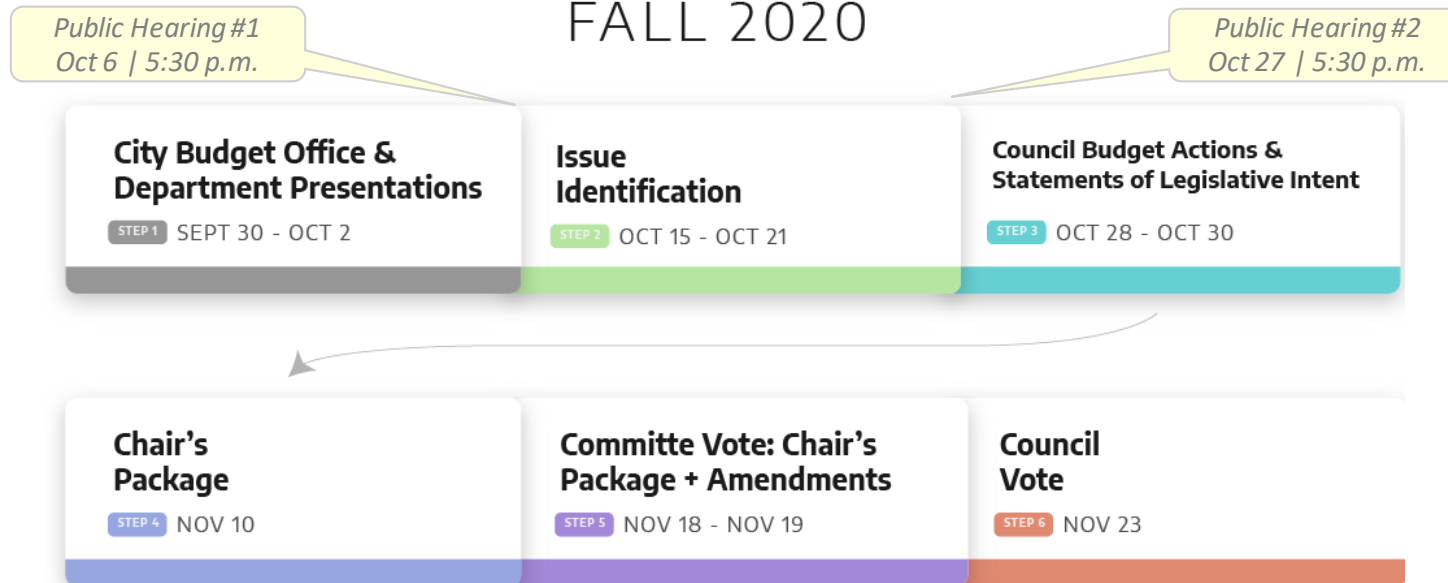 FALL 2020
Public Hearing #1
Oct 6 | 5:30 p.m.
Public Hearing #2
Oct 27 | 5:30 p.m.
City Budget Office &
Department Presentations
STEP 1 SEPT 30 - OCT 2
Issue
Identification
STEP 2 OCT 15 - OCT 21
Council Budget Actions &
Statements of Legislative Intent
STEP 3 OCT 28 - OCT 30
Chair's
Package
STEP 4 NOV 10
Committe Vote: Chair's
Package + Amendments
STEP 5 NOV 18 - NOV 19
Council
Vote
STEP 6 NOV 23